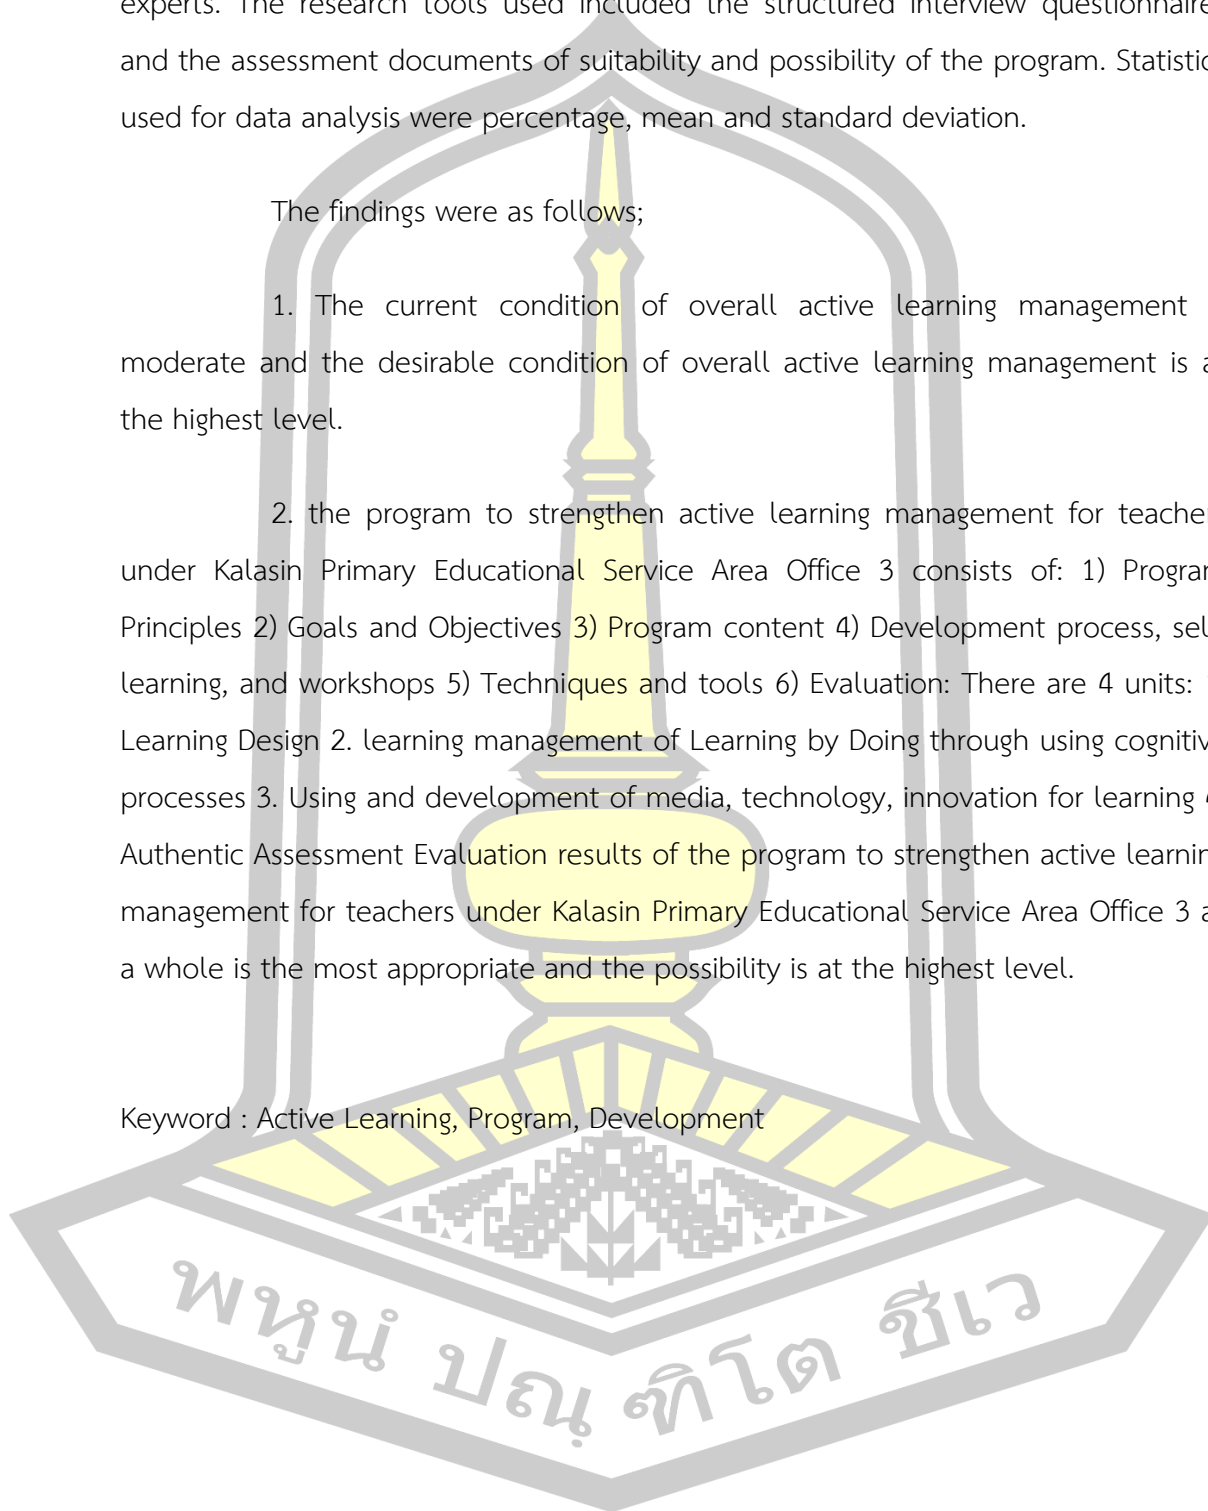 experts. The research tools used included the structured interview questionnaire
and the assessment documents of suitability and possibility of the program. Statistic
used for data analysis were percentage, mean and standard deviation.
The findings were as follows;
1. The current condition of overall active learning management
moderate and the desirable condition of overall active learning management is a
the highest level.
2. the program to strengthen active learning management for teacher
under Kalasin Primary Educational Service Area Office 3 consists of: 1) Program
Principles 2) Goals and Objectives 3) Program content 4) Development process, sel
learning, and workshops 5) Techniques and tools 6) Evaluation: There are 4 units:
Learning Design 2. learning management of Learning by Doing through using cognitiv
processes 3. Using and development of media, technology, innovation for learning 4
Authentic Assessment Evaluation results of the program to strengthen active learnin
management for teachers under Kalasin Primary Educational Service Area Office 3 a
a whole is the most appropriate and the possibility is at the highest level.
Keyword : Active Learning, Program, Development
พหูนํ ปณฺฑิโต ชีเว